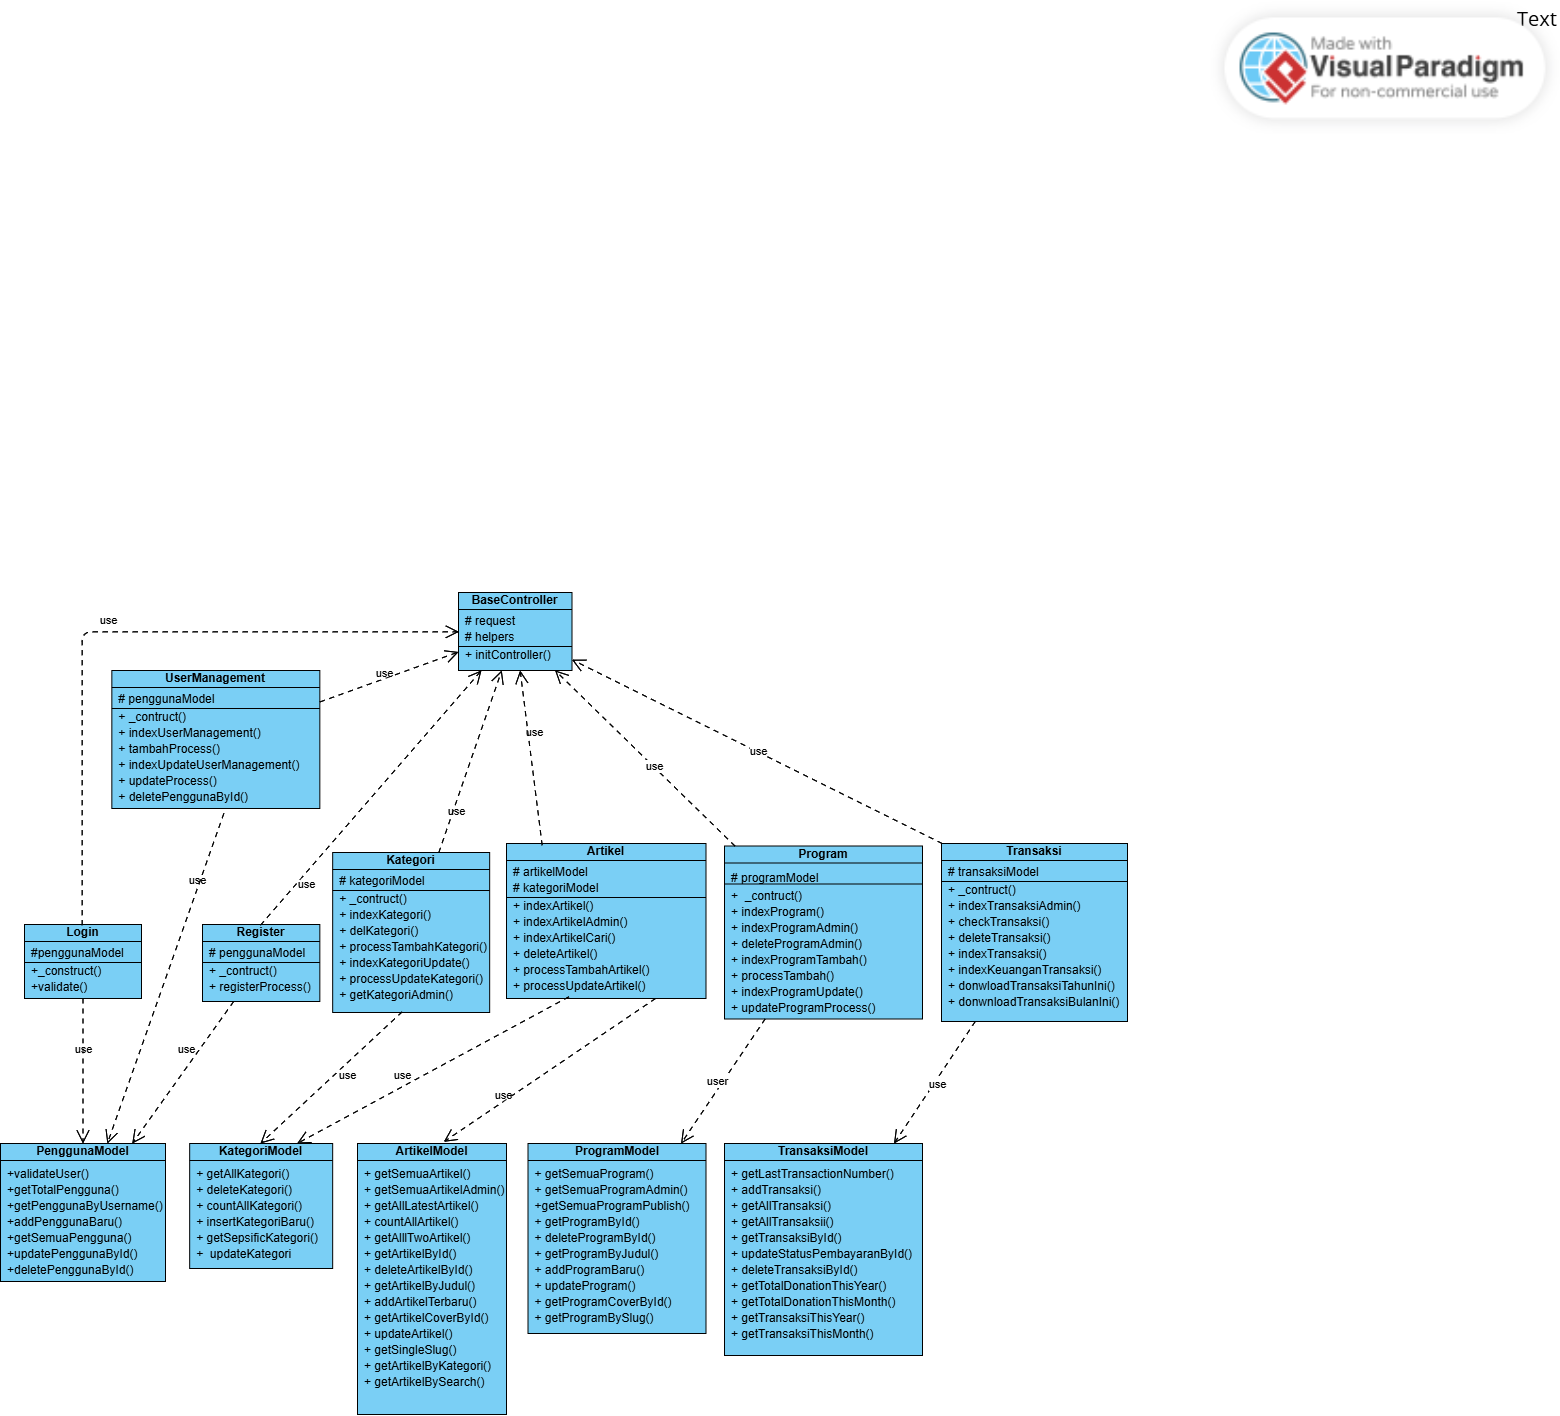 Text
Made with
Visual Paradigm
For non-commercial use
BaseController
# request
# helpers
+ initController()
use
use
UserManagement
# penggunaModel
+ _contruct()
+ indexUserManagement()
+ tambahProcess()
+ indexUpdateUserManagement()
+ updateProcess()
+ deletePenggunaById()
use
use
use
use
use
use
Login
#penggunaModel
+_construct()
+validate()
Register
# penggunaModel
+ _contruct()
+ registerProcess()
Kategori
# kategoriModel
+ _contruct()
+ indexKategori()
+ delKategori()
+ processTambahKategori()
+ indexKategoriUpdate()
+ processUpdateKategori()
+ getKategoriAdmin()
Artikel
# artikelModel
# kategoriModel
+ indexArtikel()
+ indexArtikelAdmin()
+ indexArtikelCari()
+ deleteArtikel()
+ processTambahArtikel()
+ processUpdateArtikel()
Program
# programModel
+ _contruct()
+ indexProgram()
+ indexProgramAdmin()
+ deleteProgramAdmin()
+ indexProgramTambah()
+ processTambah()
+ indexProgramUpdate()
+ updateProgramProcess()
Transaksi
# transaksiModel
+ _contruct()
+ indexTransaksiAdmin()
+ checkTransaksi()
+ deleteTransaksi()
+ indexTransaksi()
+ indexKeuanganTransaksi()
+ donwloadTransaksiTahunIni()
+ donwnloadTransaksiBulanIni()
use
use
use
use
use
user
use
PenggunaModel
+validateUser()
+getTotalPengguna()
+getPenggunaByUsername()
+addPenggunaBaru()
+getSemuaPengguna()
+updatePenggunaById()
+deletePenggunaById()
KategoriModel
+ getAllKategori()
+ deleteKategori()
+ countAllKategori()
+ insertKategoriBaru()
+ getSepsificKategori()
+ updateKategori
ArtikelModel
+ getSemuaArtikel()
+ getSemuaArtikelAdmin()
+ getAllLatestArtikel()
+ countAllArtikel()
+ getAlllTwoArtikel()
+ getArtikelById()
+ deleteArtikelById()
+ getArtikelByJudul()
+ addArtikelTerbaru()
+ getArtikelCoverById()
+ updateArtikel()
+ getSingleSlug()
+ getArtikelByKategori()
+ getArtikelBySearch()
ProgramModel
+ getSemuaProgram()
+ getSemuaProgramAdmin()
+getSemuaProgramPublish()
+ getProgramById()
+ deleteProgramById()
+ getProgramByJudul()
+ addProgramBaru()
+ updateProgram()
+ getProgramCoverById()
+ getProgramBySlug()
TransaksiModel
+ getLastTransactionNumber()
+ addTransaksi()
+ getAllTransaksi()
+ getAllTransaksii()
+ getTransaksiById()
+ updateStatusPembayaranById()
+ deleteTransaksiById()
+ getTotalDonationThisYear()
+ getTotalDonationThisMonth()
+ getTransaksiThisYear()
+ getTransaksiThisMonth()